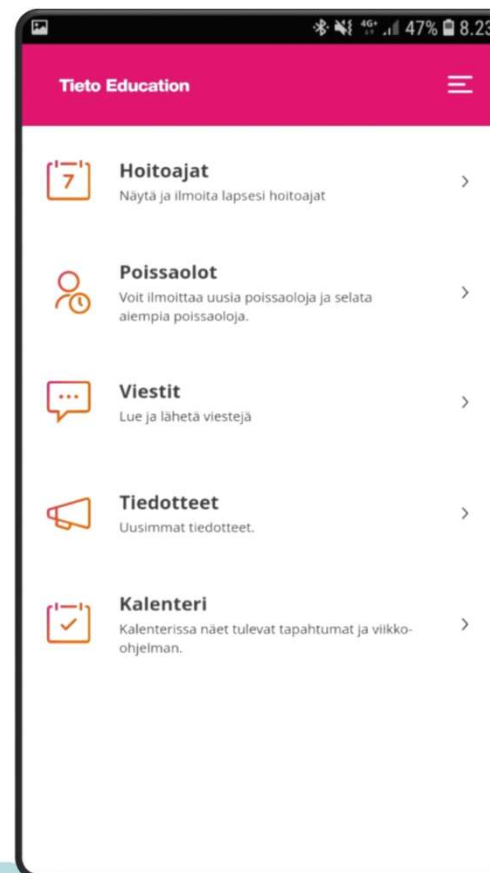 4G+ 47% 8.23
Tieto Education
7
Hoitoajat
Näytä ja ilmoita lapsesi hoitoajat
Poissaolot
Voit ilmoittaa uusia poissaoloja ja selata
aiempia poissaoloja.
Viestit
Lue ja lähetä viestejä
Tiedotteet
Uusimmat tiedotteet.
Kalenteri
Kalenterissa näet tulevat tapahtumat ja viikko-
ohjelman.